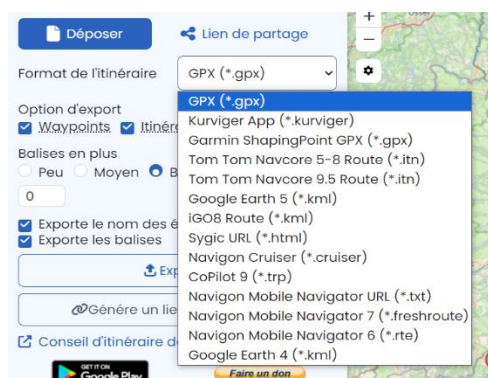 Déposer
Lien de partage
Format de l'itinéraire
GPX (*.gpx)
GPX (*.gpx)
Kurviger App (*.kurviger)
Garmin ShapingPoint GPX (*.gpx)
Tom Tom Navcore 5-8 Route (*.itn)
Tom Tom Navcore 9.5 Route (*.itn)
Google Earth 5 (*.kml)
iGO8 Route (*.kml)
Sygic URL (*.html)
Navigon Cruiser (*.cruiser)
CoPilot 9 (*.trp)
Navigon Mobile Navigator URL (*.txt)
Navigon Mobile Navigator 7 (*.freshroute)
Navigon Mobile Navigator 6 (*.rte)
Google Earth 4 (*.kml)
Option d'export
Waypoints
Balises en plus
Peu Moyen
0
Exporte le nom des
Exporte les balises
Génére un
Conseil d'itinéraire
GET IT ON
Google Play
Faire un don
+
−